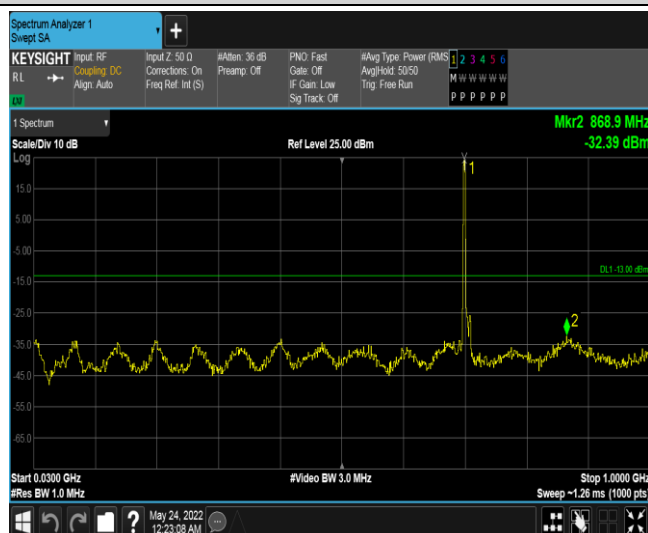 Spectrum Analyzer 1
Swept SA
+
KEYSIGHT
RL
Input: RF
Coupling: DC
Align: Auto
Input Z: 50 Ω
Corrections: On
Freq Ref: Int (S)
#Atten: 36 dB
Preamp: Off
PNO: Fast
Gate: Off
IF Gain: Low
Sig Track: Off
#Avg Type: Power (RMS
Avg|Hold: 50/50
Trig: Free Run
1 2 3 4 5 6
M W W W W W
P P P P P P
1 Spectrum
Scale/Div 10 dB
Ref Level 25.00 dBm
Mkr2 868.9 MHz
-32.39 dBm
Log
15.0
5.00
-5.00
-15.0
-25.0
-35.0
-45.0
-55.0
-65.0
1
DL1 -13.00 dBm
2
Start 0.0300 GHz
#Res BW 1.0 MHz
#Video BW 3.0 MHz
Stop 1.0000 GHz
Sweep ~1.26 ms (1000 pts)
?
May 24, 2022
12:23:08 AM